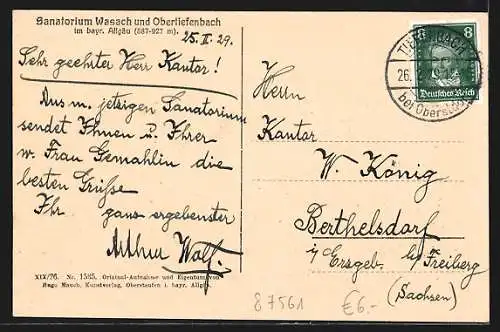 Sanatorium Wasach und Obertiefenbach
im bayr. Allgäu (887-927 m).
25. II. 29.
Sehr geehrter Herr Kantor!
Aus m. jetzigen Sanatorium
sendet Ihnen u. Ihrer
w. Frau Gemahlin die
besten Grüsse
Ihr ganz ergebenster
Arthur Wolf.
XIX/76. Nr. 1385. Original-Aufnahme und Eigentum von
Hugo Mauch, Kunstverlag, Oberstaufen i. bayr. Allgäu.
8
Deutsches Reich
26.
bei Oberstdorf
Herrn
Kantor
W. König
Berthelsdorf
i/ Erzgeb. b/ Freiberg
(Sachsen)
87561 €6.-